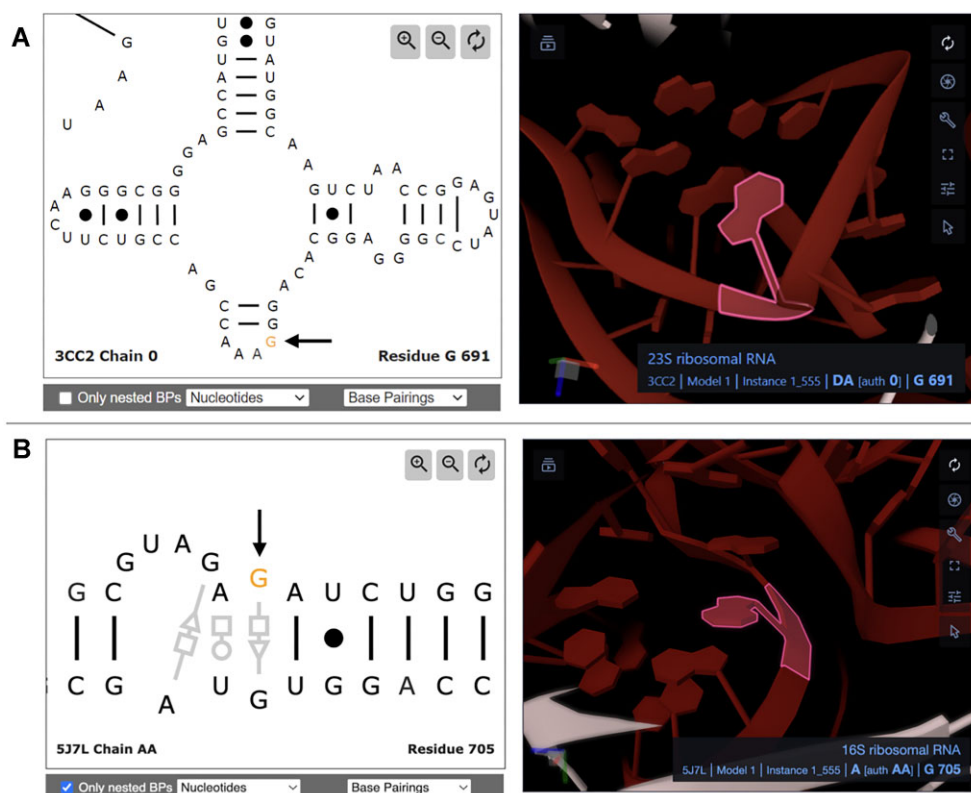 A
U G
G U
U A
G A U
A C G
A C G
U G C
A A
G A
G A A
A G G G C G G G U C U C C G G A G
A U
C U U C U G C C C G G A G G G C C U A
A C
G A
C G
C G
A A A G
3CC2 Chain 0 Residue G 691
Only nested BPs Nucleotides Base Pairings
23S ribosomal RNA
3CC2 | Model 1 | Instance 1_555 | DA [auth 0] | G 691
B
G U A G
G C A G A U C U G G
C G A U G U G G A C C
5J7L Chain AA Residue 705
Only nested BPs Nucleotides Base Pairings
16S ribosomal RNA
5J7L | Model 1 | Instance 1_555 | A [auth AA] | G 705